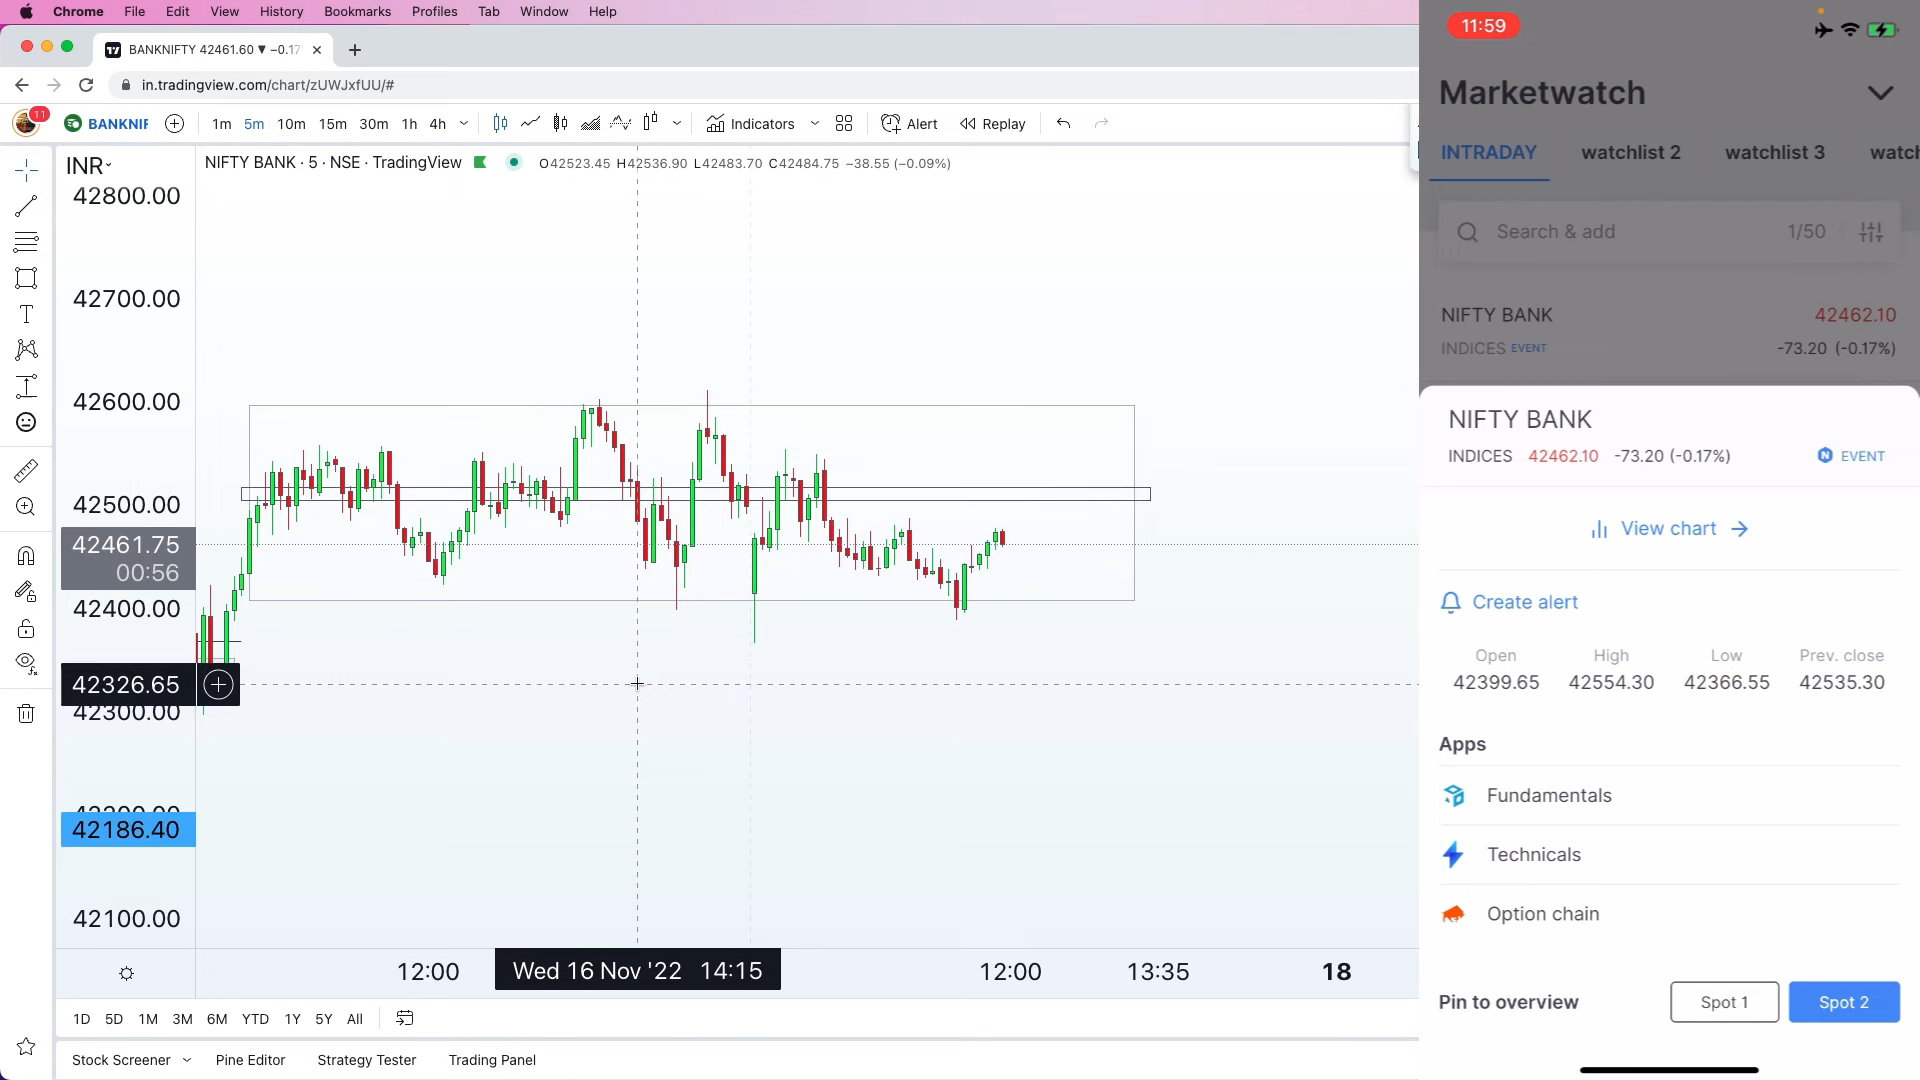 Chrome File Edit View History Bookmarks Profiles Tab Window Help
BANKNIFTY 42461.60 ▼ −0.17
in.tradingview.com/chart/zUWJxfUU/#
11 BANKNIF 1m 5m 10m 15m 30m 1h 4h Indicators Alert Replay
INR
NIFTY BANK · 5 · NSE · TradingView O42523.45 H42536.90 L42483.70 C42484.75 −38.55 (−0.09%)
42800.00
42700.00
42600.00
42500.00
42461.75
00:56
42400.00
42326.65
42300.00
42186.40
42100.00
12:00 Wed 16 Nov '22 14:15 12:00 13:35 18
1D 5D 1M 3M 6M YTD 1Y 5Y All
Stock Screener Pine Editor Strategy Tester Trading Panel
11:59
Marketwatch
INTRADAY watchlist 2 watchlist 3 watch
Search & add 1/50
NIFTY BANK 42462.10
INDICES EVENT -73.20 (-0.17%)
NIFTY BANK
INDICES 42462.10 -73.20 (-0.17%) EVENT
View chart
Create alert
Open High Low Prev. close
42399.65 42554.30 42366.55 42535.30
Apps
Fundamentals
Technicals
Option chain
Pin to overview Spot 1 Spot 2